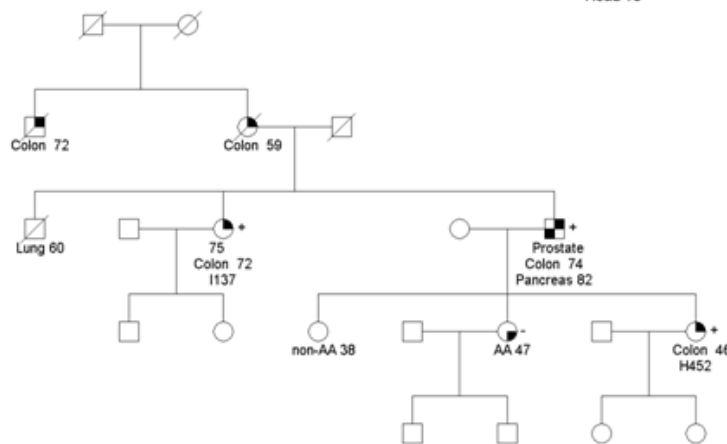 Colon 72
Colon 59
Lung 60
+
75
Colon 72
I137
+
Prostate
Colon 74
Pancreas 82
non-AA 38
-
AA 47
+
Colon 46
H452